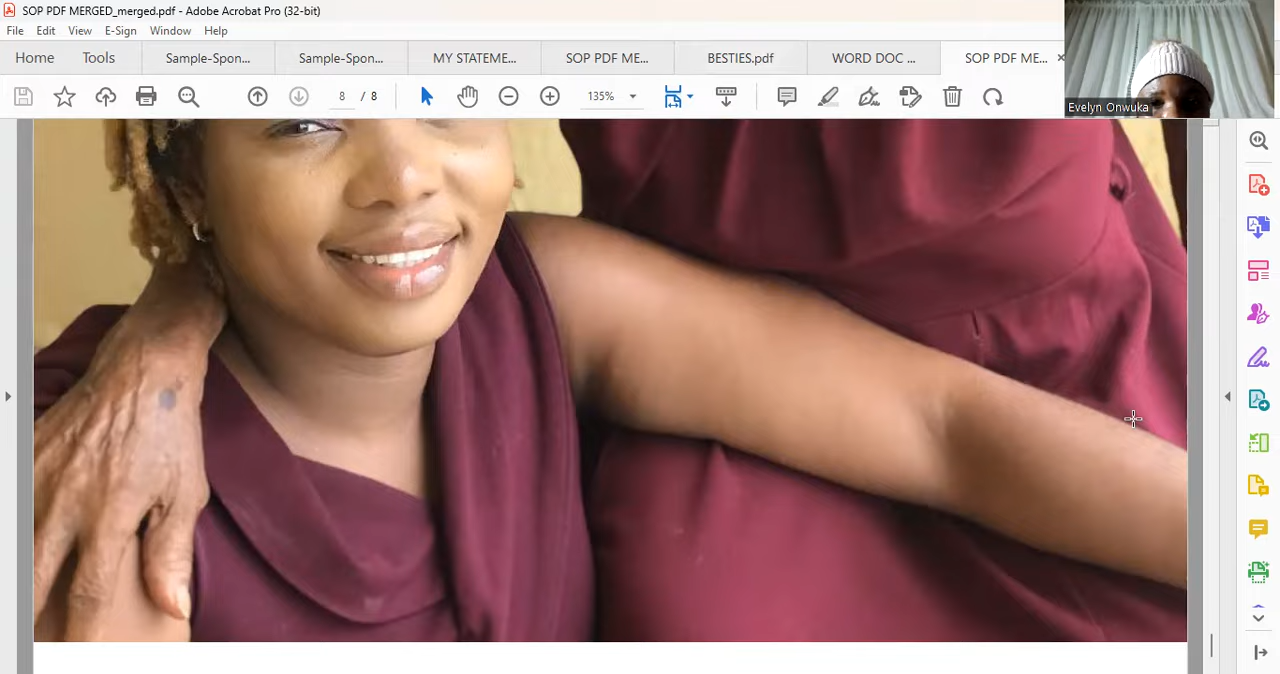 SOP PDF MERGED_merged.pdf - Adobe Acrobat Pro (32-bit)
File Edit View E-Sign Window Help
Home Tools Sample-Spon... Sample-Spon... MY STATEME... SOP PDF ME... BESTIES.pdf WORD DOC ... SOP PDF ME... ×
8 / 8 135%
Evelyn Onwuka